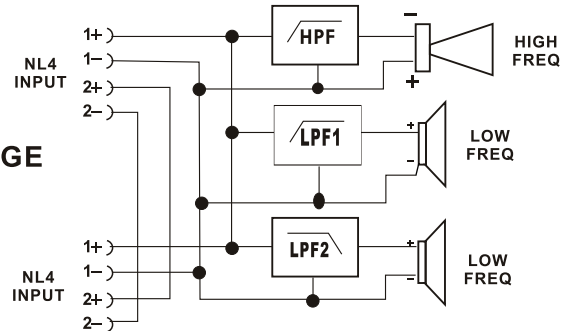 1+
1−
2+
2−
NL4
INPUT
HPF
−
+
HIGH
FREQ
GE
LPF1
+
−
LOW
FREQ
1+
1−
2+
2−
NL4
INPUT
LPF2
+
−
LOW
FREQ